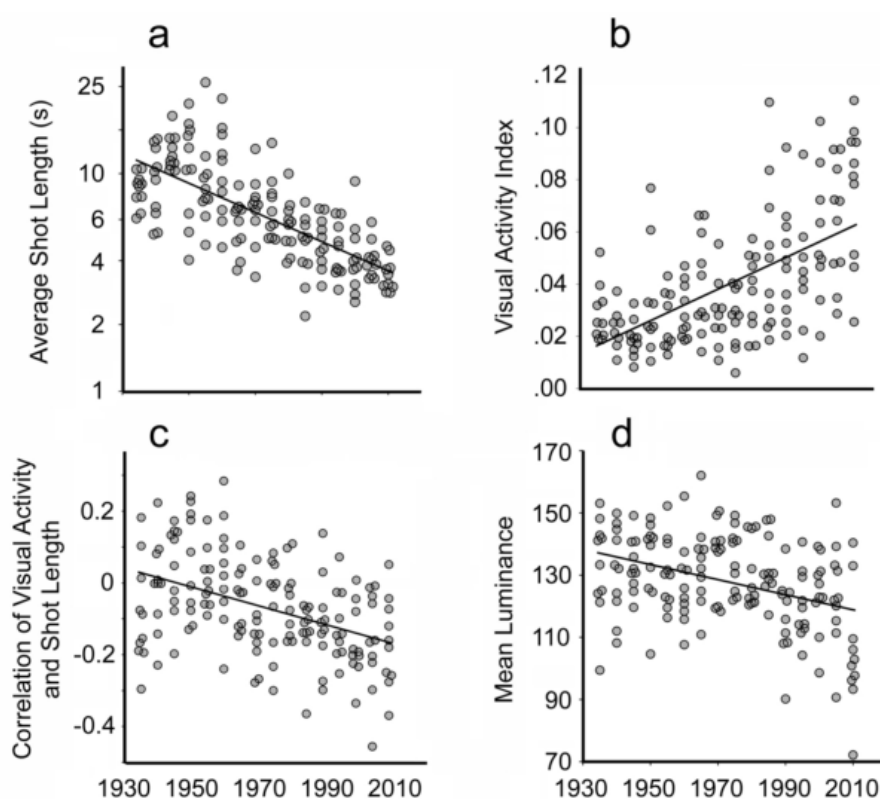 a
Average Shot Length (s)
25
10
6
4
2
1
b
Visual Activity Index
.12
.10
.08
.06
.04
.02
.00
c
Correlation of Visual Activity
and Shot Length
0.2
0
-0.2
-0.4
1930 1950 1970 1990 2010
d
Mean Luminance
170
150
130
110
90
70
1930 1950 1970 1990 2010